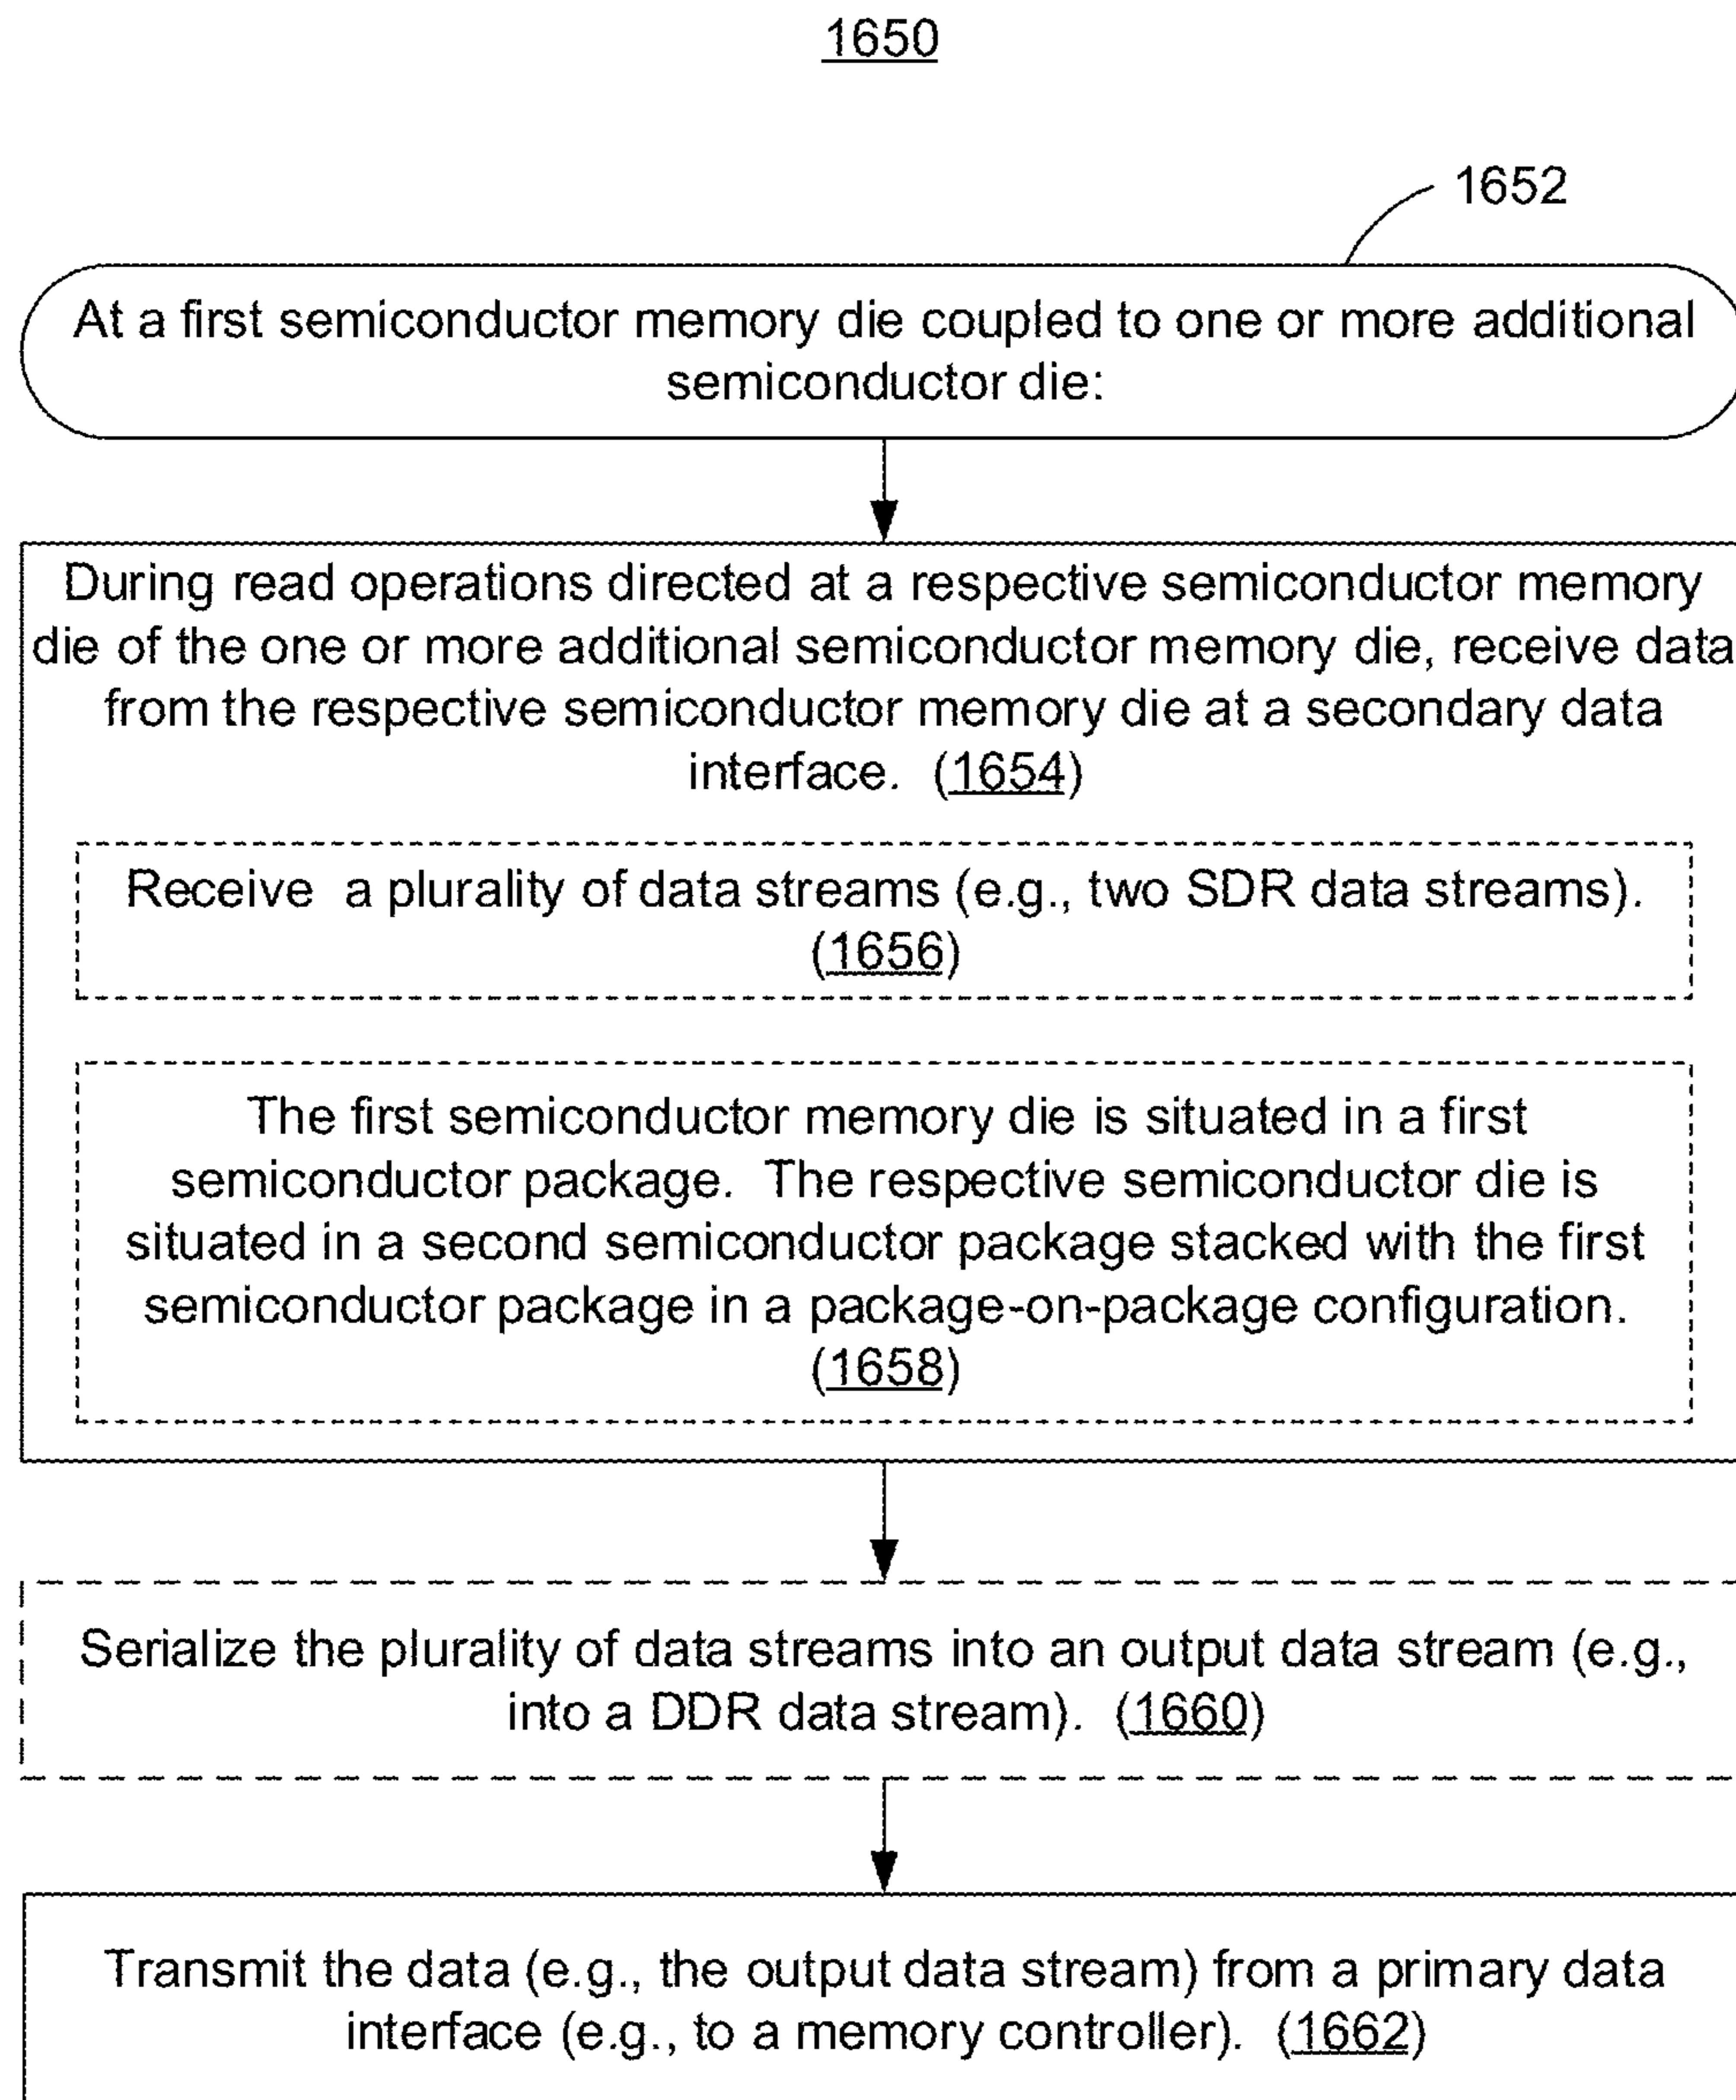 1650
1652
At a first semiconductor memory die coupled to one or more additional
semiconductor die:
During read operations directed at a respective semiconductor memory
die of the one or more additional semiconductor memory die, receive data
from the respective semiconductor memory die at a secondary data
interface. (1654)
Receive a plurality of data streams (e.g., two SDR data streams).
(1656)
The first semiconductor memory die is situated in a first
semiconductor package. The respective semiconductor die is
situated in a second semiconductor package stacked with the first
semiconductor package in a package-on-package configuration.
(1658)
Serialize the plurality of data streams into an output data stream (e.g.,
into a DDR data stream). (1660)
Transmit the data (e.g., the output data stream) from a primary data
interface (e.g., to a memory controller). (1662)